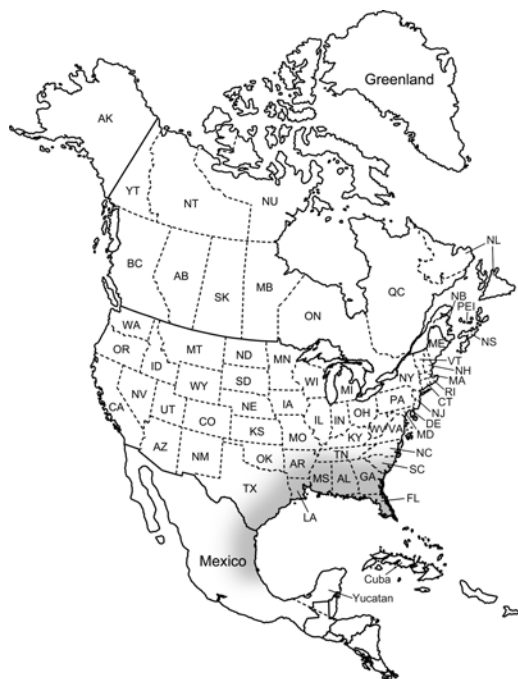 Greenland
AK
YT
NT
NU
NL
BC
AB
SK
MB
ON
QC
NB
PEI
NS
WA
OR
ID
MT
ND
MN
ME
VT
NH
MA
RI
CT
NJ
DE
MD
WY
SD
WI
MI
NY
PA
CA
NV
UT
CO
NE
IA
IL
IN
OH
WV
VA
KS
MO
KY
NC
SC
AZ
NM
OK
AR
TN
MS
AL
GA
FL
TX
LA
Mexico
Cuba
Yucatan